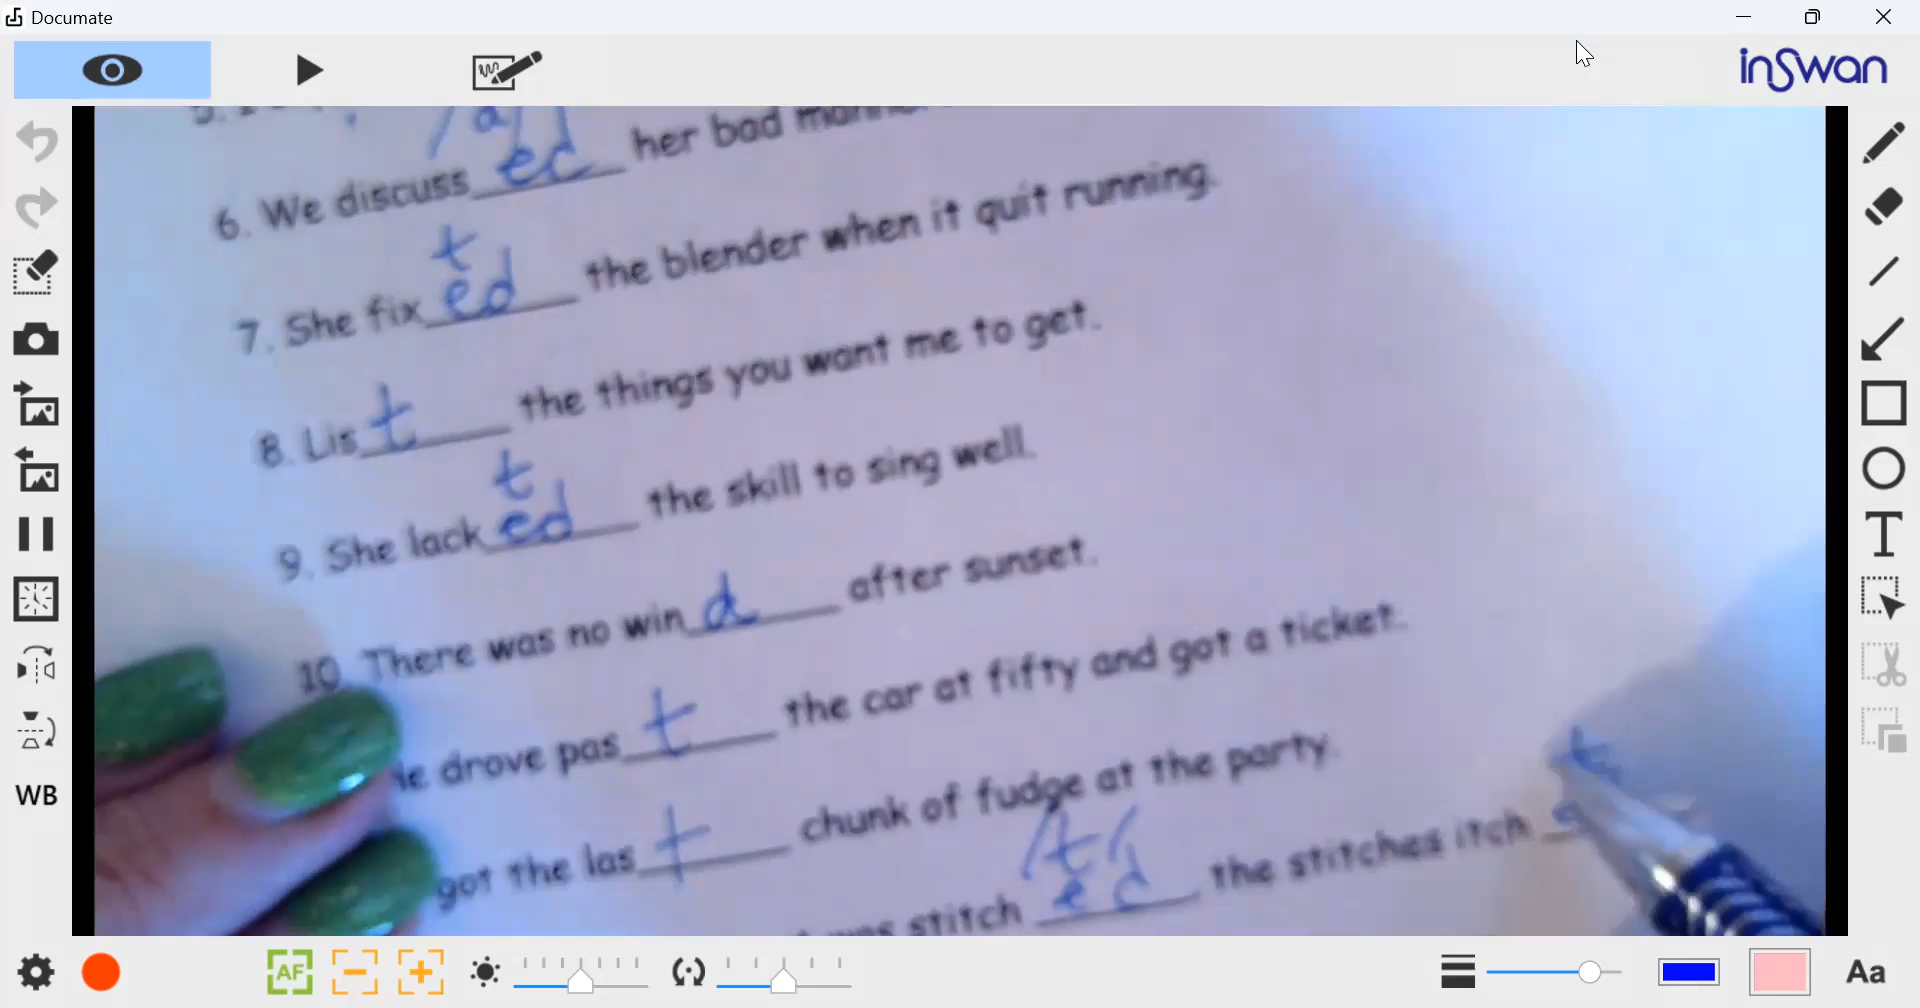 Documate
inSwan
/d/
6. We discuss ed her bad
t
7. She fix ed the blender when it quit running.
8. Lis t the things you want me to get.
t
9. She lack ed the skill to sing well.
10. There was no win d after sunset.
drove pas t the car at fifty and got a ticket.
got the las t chunk of fudge at the party.
/t/
t
stitch ed the stitches itch
WB
AF
T
Aa